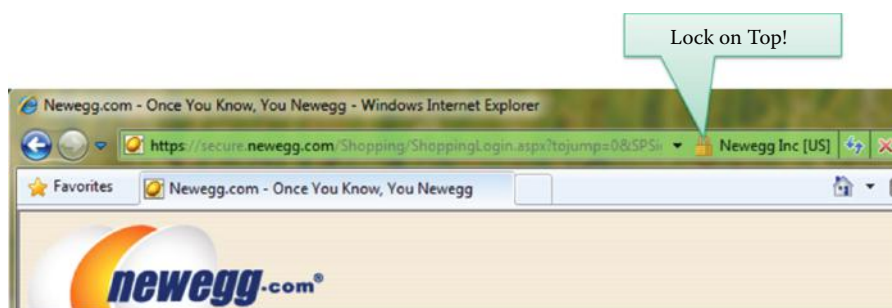 Lock on Top!
Newegg.com - Once You Know, You Newegg - Windows Internet Explorer
https://secure.newegg.com/Shopping/ShoppingLogin.aspx?tojump=0&SPSi Newegg Inc [US]
Favorites Newegg.com - Once You Know, You Newegg
newegg.com®